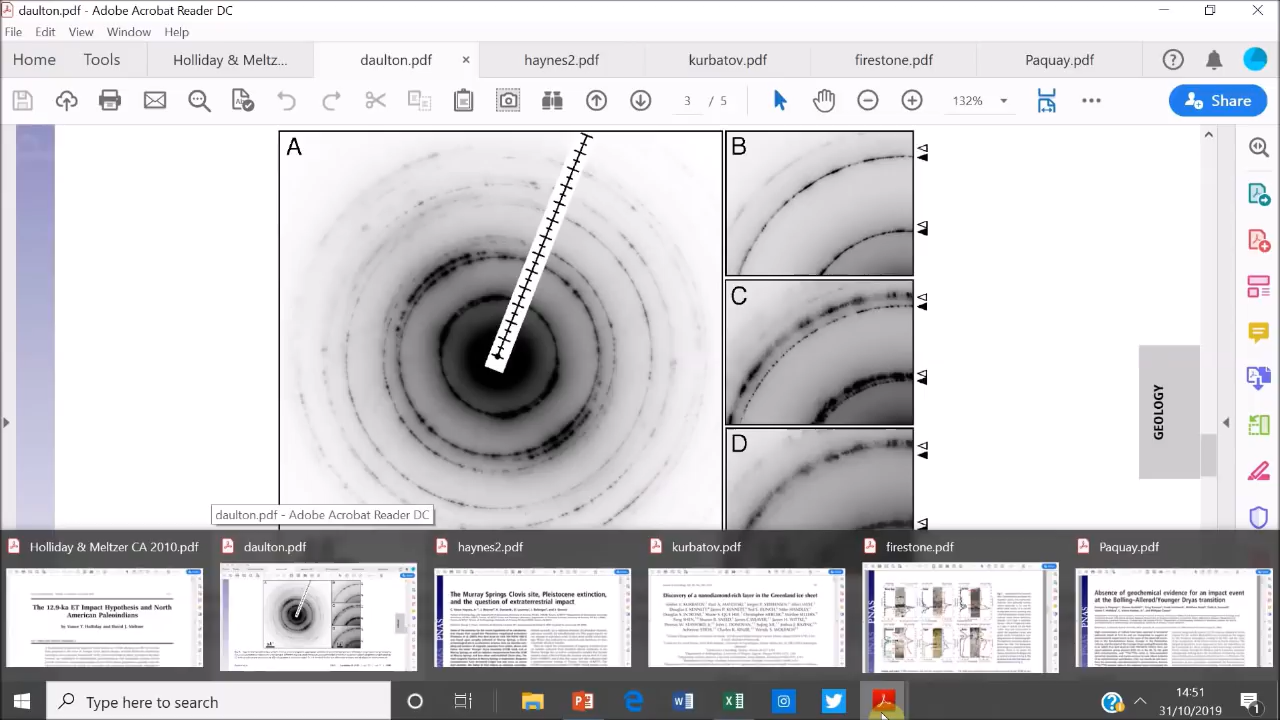 daulton.pdf - Adobe Acrobat Reader DC
File Edit View Window Help
Home Tools Holliday & Meltz... daulton.pdf × haynes2.pdf kurbatov.pdf firestone.pdf Paquay.pdf
3 / 5 132% Share
A
B
C
D
GEOLOGY
daulton.pdf - Adobe Acrobat Reader DC
Holliday & Meltzer CA 2010.pdf daulton.pdf haynes2.pdf kurbatov.pdf firestone.pdf Paquay.pdf
The 12.9-ka ET Impact Hypothesis and North
American Paleoindians
The Murray Springs Clovis site, Pleistocene extinction,
and the question of extraterrestrial impact
Discovery of a nanodiamond-rich layer in the Greenland ice sheet
Absence of geochemical evidence for an impact event
at the Bølling–Allerød/Younger Dryas transition
Type here to search
14:51
31/10/2019